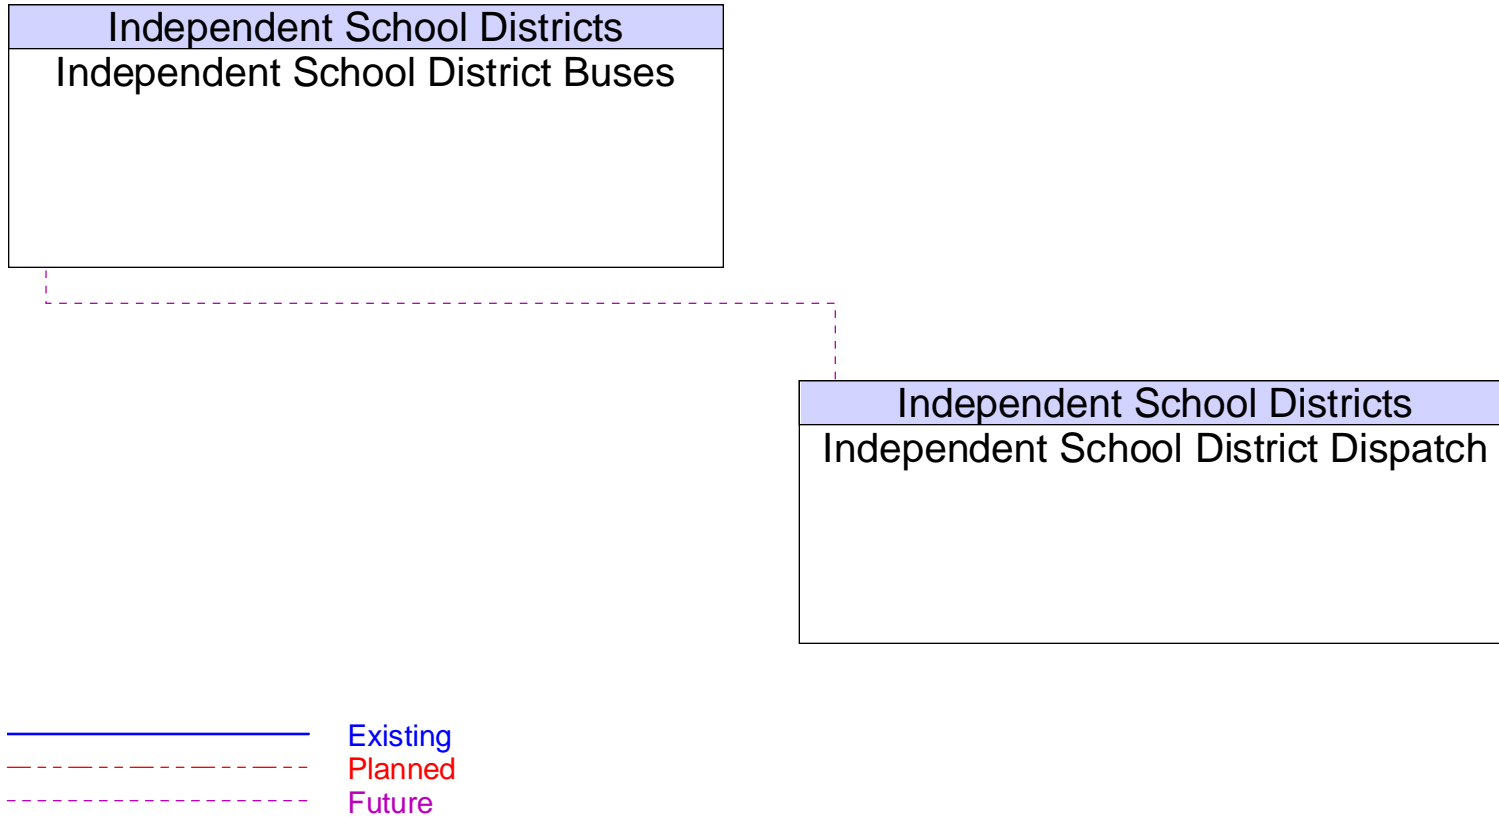 Independent School Districts
Independent School District Buses
Independent School Districts
Independent School District Dispatch
Existing
Planned
Future